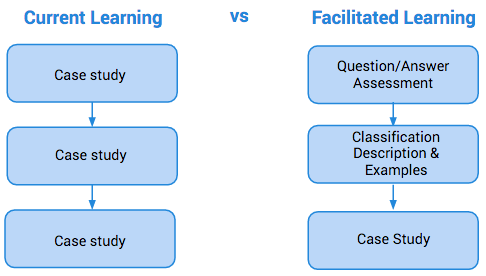 Current Learning
vs
Facilitated Learning
Case study
Case study
Case study
Question/Answer
Assessment
Classification
Description &
Examples
Case Study